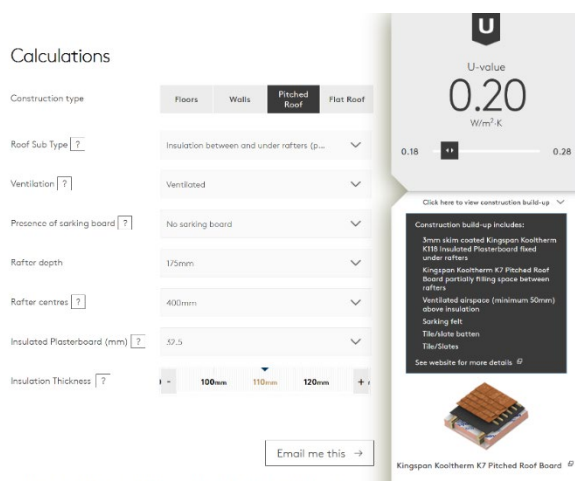 Calculations
Construction type
Floors
Walls
Pitched
Roof
Flat Roof
Roof Sub Type ?
Insulation between and under rafters (p...
Ventilation ?
Ventilated
Presence of sarking board ?
No sarking board
Rafter depth
175mm
Rafter centres ?
400mm
Insulated Plasterboard (mm) ?
Insulation Thickness ?
-
100mm
110mm
120mm
+
Email me this →
U
U-value
0.20
W/m²·K
0.18
0.28
Click here to view construction build-up
Construction build-up includes:
3mm skim coated Kingspan Kooltherm
K118 Insulated Plasterboard fixed
under rafters
Kingspan Kooltherm K7 Pitched Roof
Board partially filling space between
rafters
Ventilated airspace (minimum 50mm)
above insulation
Sarking felt
Tile/slate batten
Tile/Slates
See website for more details
Kingspan Kooltherm K7 Pitched Roof Board